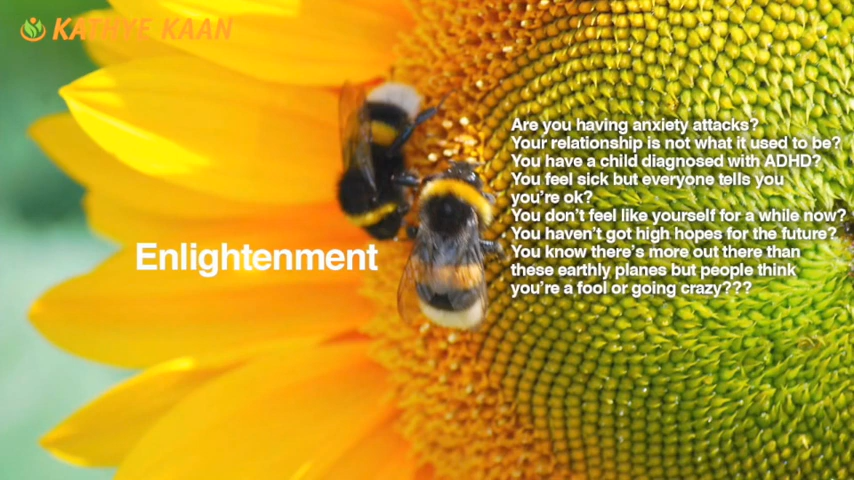 KATHYE KAAN
Are you having anxiety attacks?
Your relationship is not what it used to be?
You have a child diagnosed with ADHD?
You feel sick but everyone tells you
you're ok?
You don't feel like yourself for a while now?
You haven't got high hopes for the future?
You know there's more out there than
these earthly planes but people think
you're a fool or going crazy???
Enlightenment